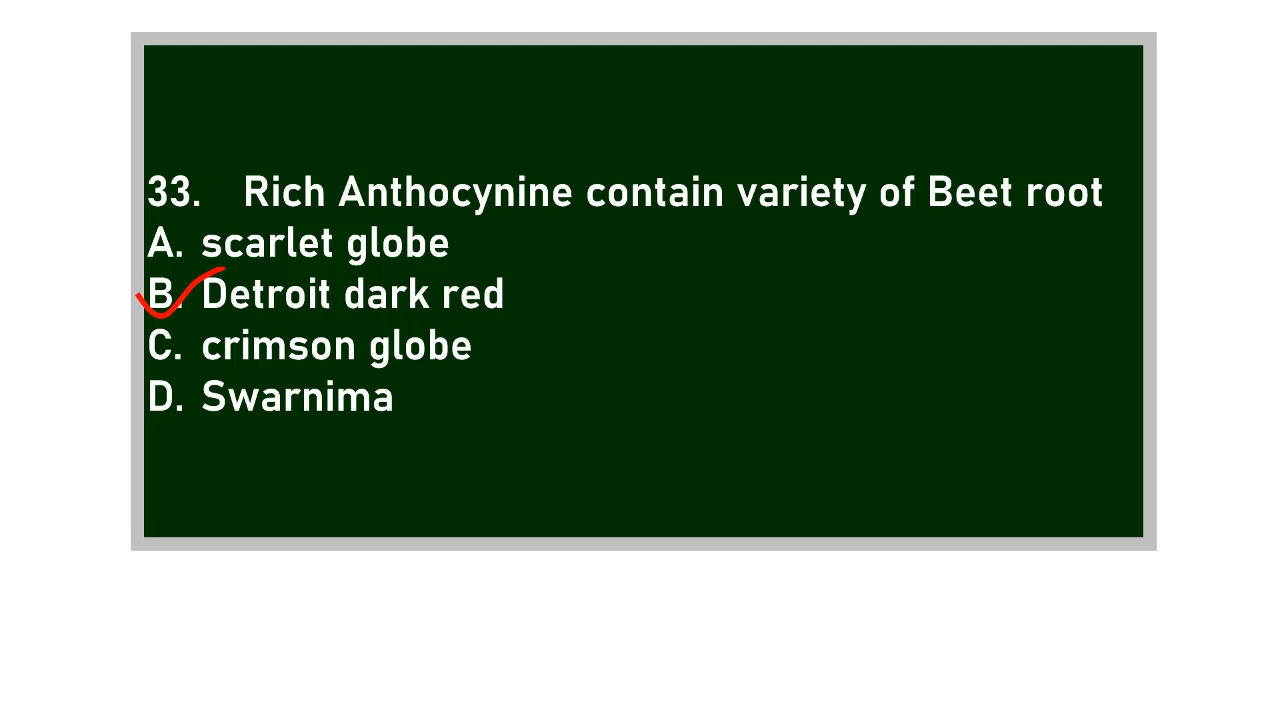 33. Rich Anthocynine contain variety of Beet root
A. scarlet globe
B. Detroit dark red
C. crimson globe
D. Swarnima